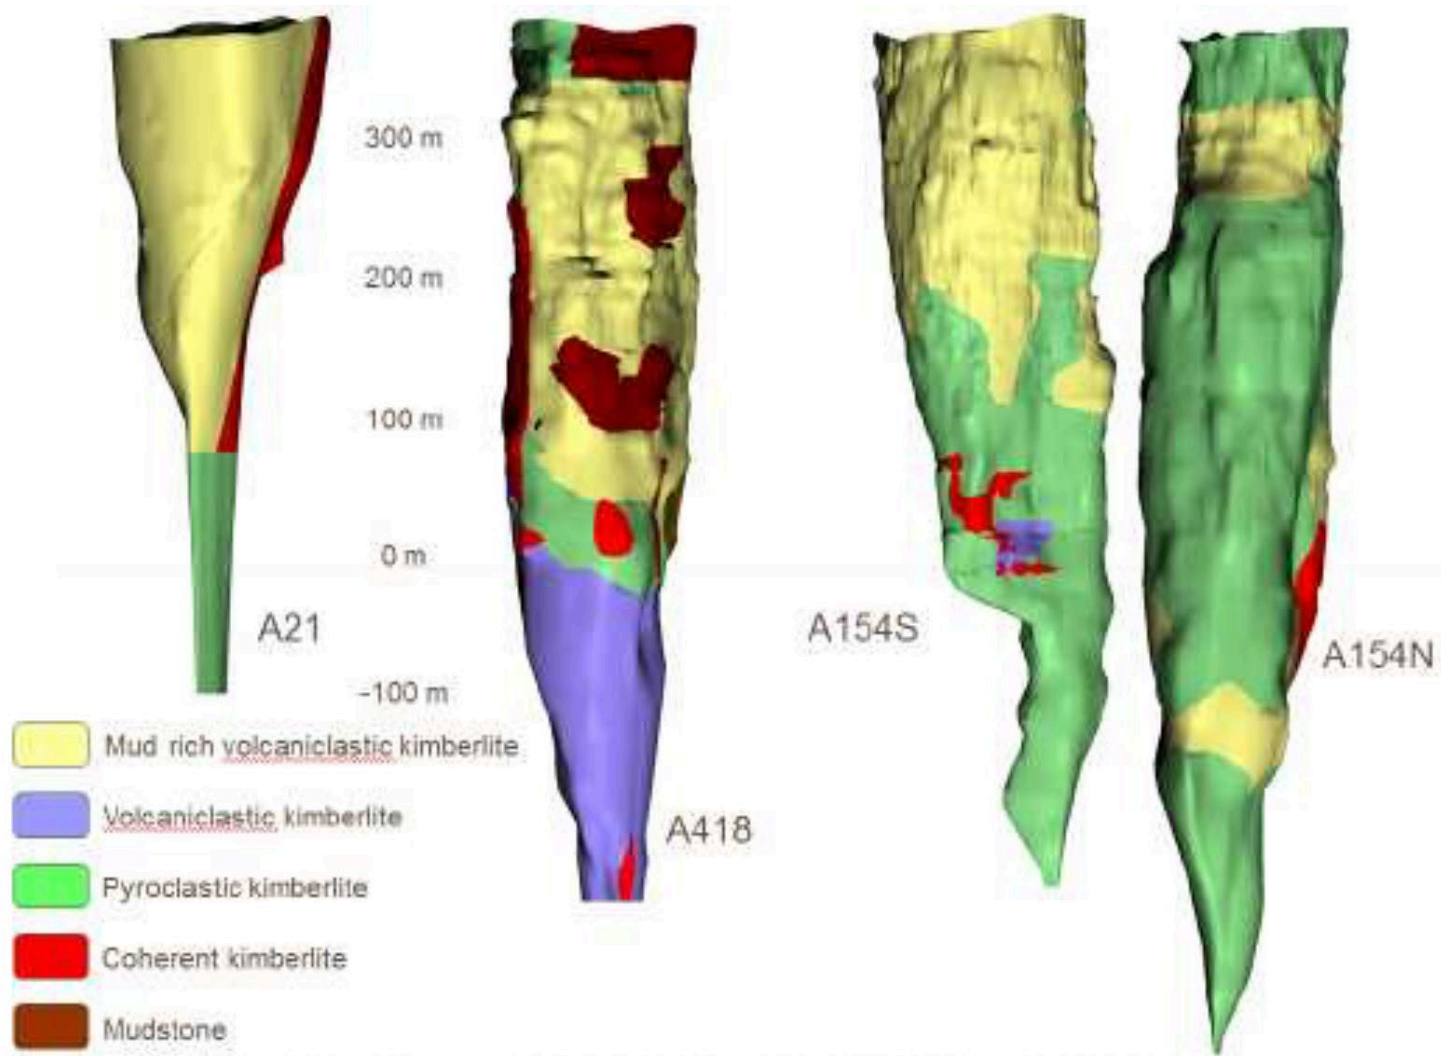 300 m
200 m
100 m
0 m
-100 m
A21
A418
A154S
A154N
Mud rich volcaniclastic kimberlite
Volcaniclastic kimberlite
Pyroclastic kimberlite
Coherent kimberlite
Mudstone